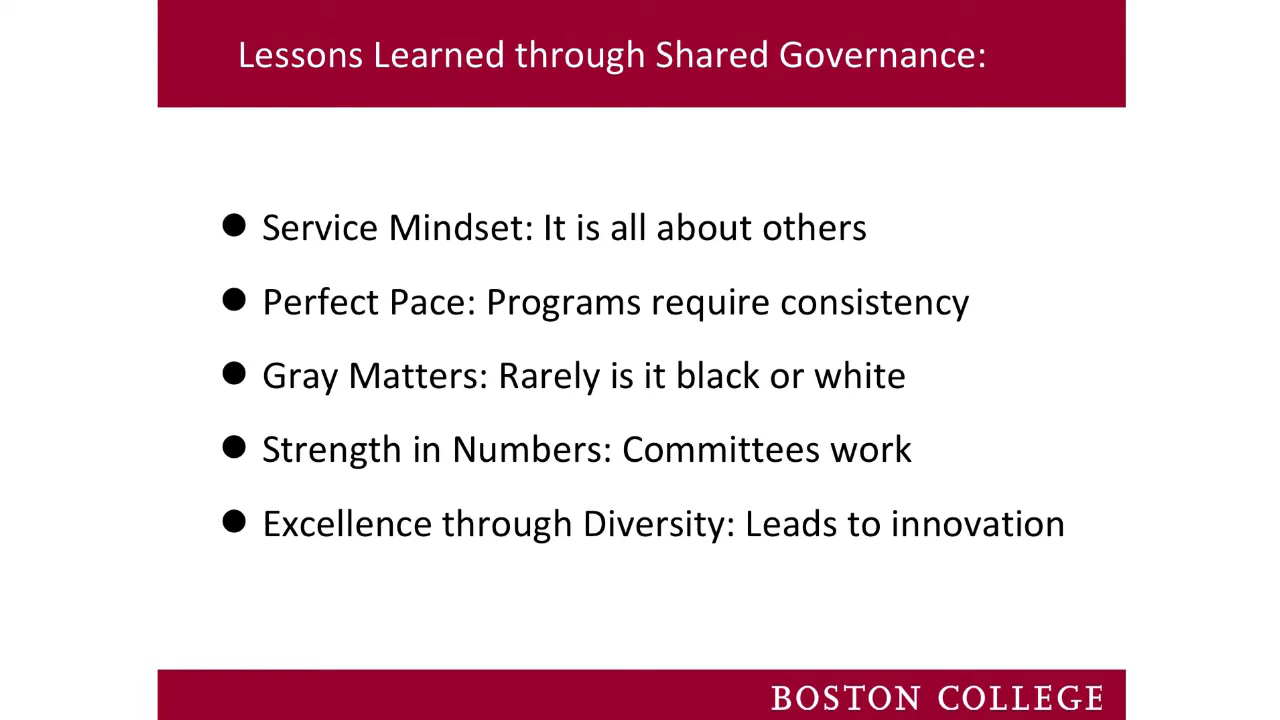 Lessons Learned through Shared Governance:
● Service Mindset: It is all about others
● Perfect Pace: Programs require consistency
● Gray Matters: Rarely is it black or white
● Strength in Numbers: Committees work
● Excellence through Diversity: Leads to innovation
BOSTON COLLEGE